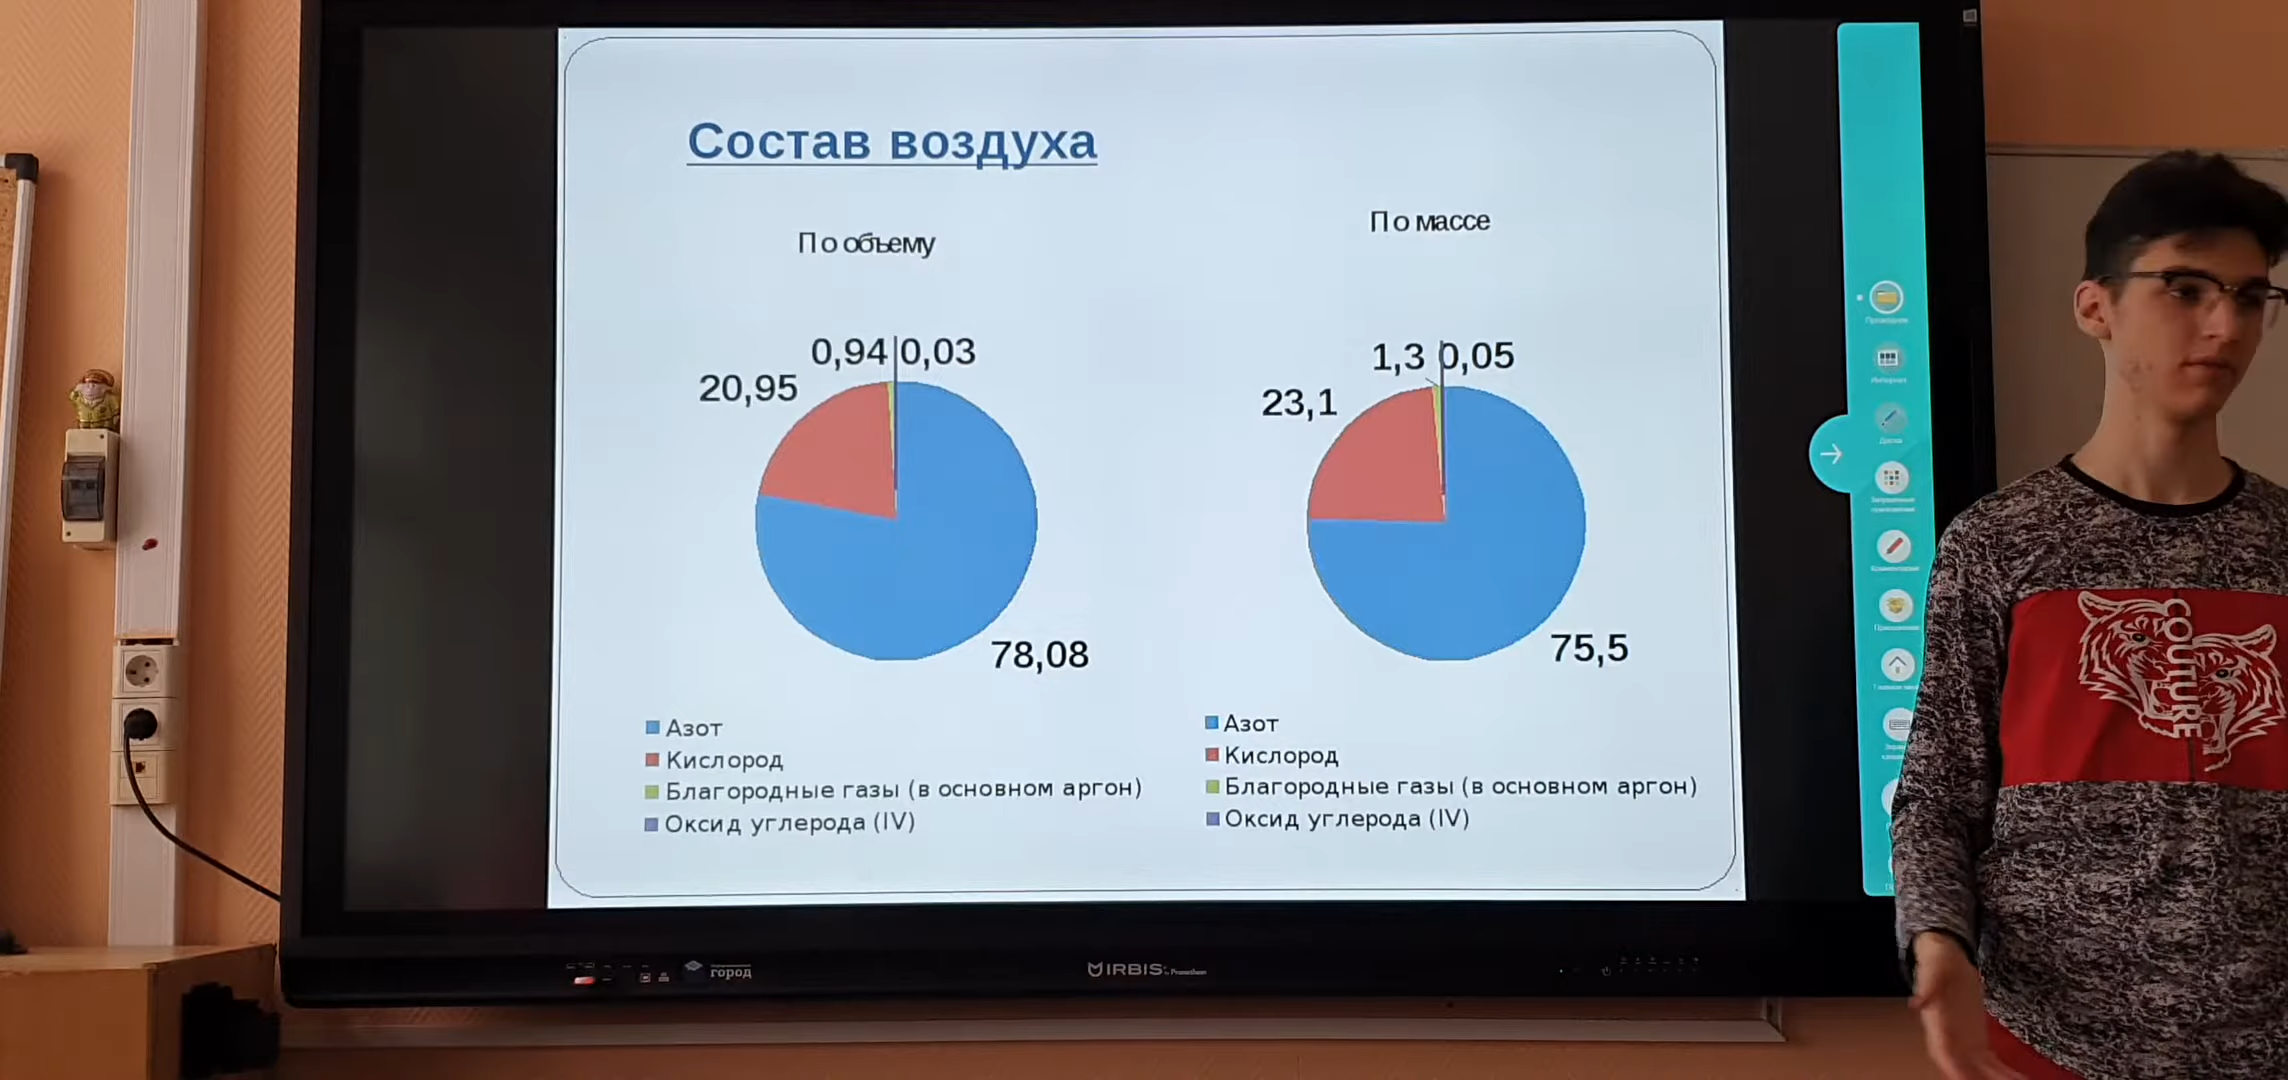 Состав воздуха
По объему
0,94 0,03
20,95
78,08
Азот
Кислород
Благородные газы (в основном аргон)
Оксид углерода (IV)
По массе
1,3 0,05
23,1
75,5
Азот
Кислород
Благородные газы (в основном аргон)
Оксид углерода (IV)
Интернет
Доска
COUTURE
город
IRBIS